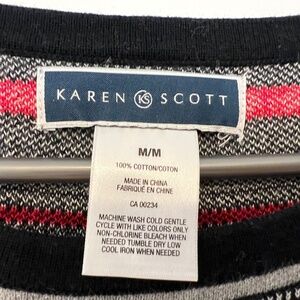 KAREN KS SCOTT
M/M
100% COTTON/COTON
MADE IN CHINA
FABRIQUÉ EN CHINE
CA 00234
MACHINE WASH COLD GENTLE
CYCLE WITH LIKE COLORS ONLY
NON-CHLORINE BLEACH WHEN
NEEDED TUMBLE DRY LOW
COOL IRON WHEN NEEDED